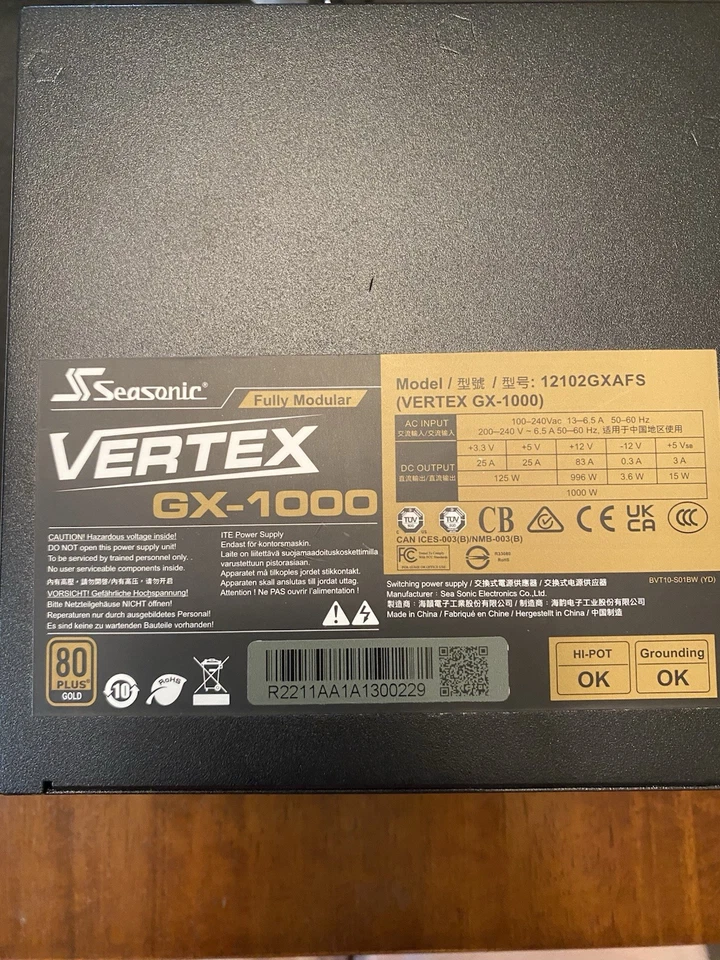 Seasonic®
Fully Modular
VERTEX
GX-1000
CAUTION! Hazardous voltage inside!
DO NOT open this power supply unit!
To be serviced by trained personnel only. .
No user serviceable components inside.
內有高壓，請勿開啓/内有高压，请勿开启
VORSICHT! Gefährliche Hochspannung!
Bitte Netzteilgehäuse NICHT öffnen!
Reperaturen nur durch ausgebildetes Personal!
Es sind keine zu wartenden Bauteile vorhanden!
ITE Power Supply
Endast för kontorsmaskin.
Laite on liitettävä suojamaadoituskoskettimilla
varustettuun pistorasiaan.
Apparatet må tilkoples jordet stikkontakt.
Apparaten skall anslutas till jordat uttag.
Attention ! Ne PAS ouvrir l'alimentation !
80
PLUS®
GOLD
10
RoHS
R2211AA1A1300229
Model / 型號 / 型号: 12102GXAFS
(VERTEX GX-1000)
AC INPUT 100–240Vac 13–6.5 A 50–60 Hz
交流輸入/交流输入 200–240 V ~ 6.5 A 50–60 Hz, 适用于中国地区使用
DC OUTPUT
直流輸出/直流输出
+3.3 V +5 V +12 V -12 V +5 VSB
25 A 25 A 83 A 0.3 A 3 A
125 W 996 W 3.6 W 15 W
1000 W
TÜV TÜV CB CE UK CA CCC
CAN ICES-003(B)/NMB-003(B)
FC
R33088
RoHS
Switching power supply / 交換式電源供應器 / 交换式电源供应器
BVT10-S01BW (YD)
Manufacturer : Sea Sonic Electronics Co.,Ltd.
製造商：海韻電子工業股份有限公司 / 制造商：海韵电子工业股份有限公司
Made in China / Fabriqué en Chine / Hergestellt in China / 中国制造
HI-POT
OK
Grounding
OK